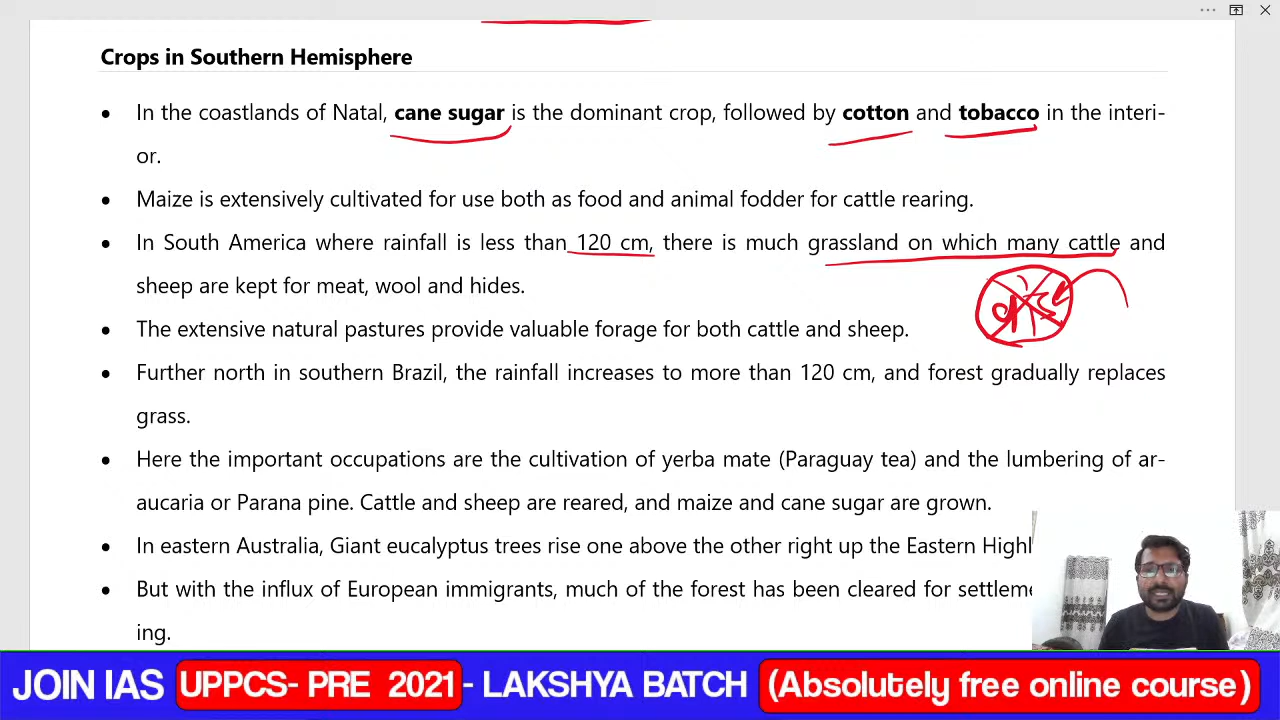 Crops in Southern Hemisphere
• In the coastlands of Natal, cane sugar is the dominant crop, followed by cotton and tobacco in the interi-
or.
• Maize is extensively cultivated for use both as food and animal fodder for cattle rearing.
• In South America where rainfall is less than 120 cm, there is much grassland on which many cattle and
sheep are kept for meat, wool and hides.
• The extensive natural pastures provide valuable forage for both cattle and sheep.
• Further north in southern Brazil, the rainfall increases to more than 120 cm, and forest gradually replaces
grass.
• Here the important occupations are the cultivation of yerba mate (Paraguay tea) and the lumbering of ar-
aucaria or Parana pine. Cattle and sheep are reared, and maize and cane sugar are grown.
• In eastern Australia, Giant eucalyptus trees rise one above the other right up the Eastern
• But with the influx of European immigrants, much of the forest has been cleared for
ing.
JOIN IAS UPPCS- PRE 2021 - LAKSHYA BATCH (Absolutely free online course)